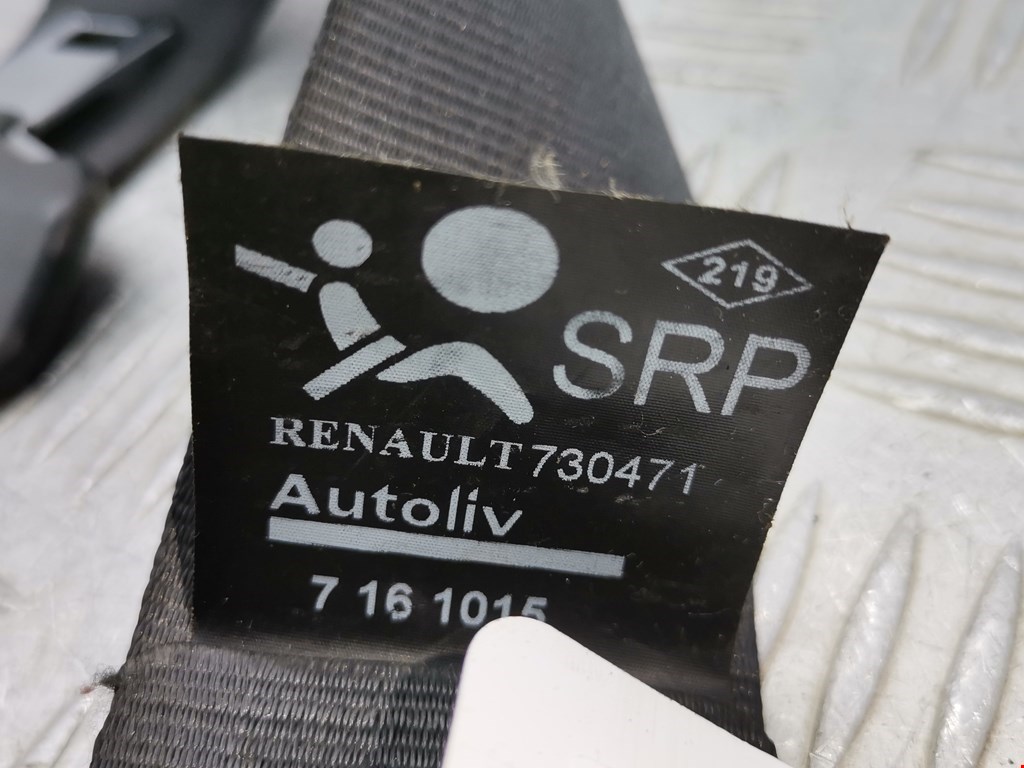 219
SRP
RENAULT 730471
Autoliv
7 16 1015